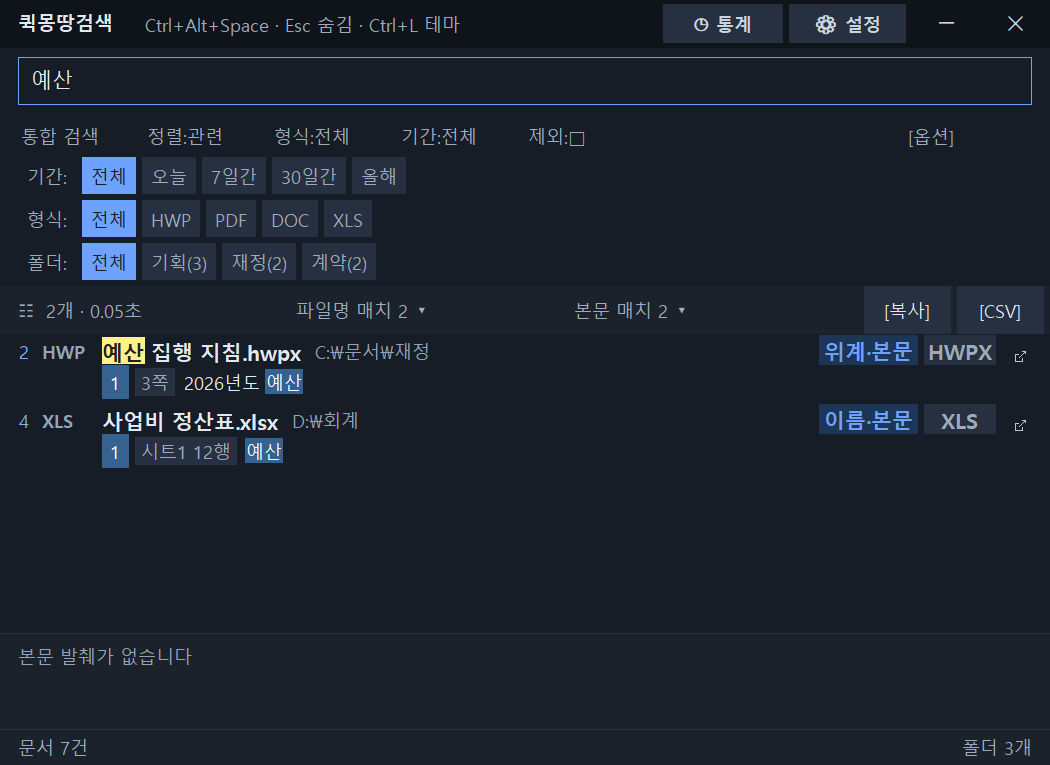 퀵몽땅검색 Ctrl+Alt+Space · Esc 숨김 · Ctrl+L 테마 통계 설정
예산
통합 검색 정렬:관련 형식:전체 기간:전체 제외:□ [옵션]
기간: 전체 오늘 7일간 30일간 올해
형식: 전체 HWP PDF DOC XLS
폴더: 전체 기획(3) 재정(2) 계약(2)
2개 · 0.05초 파일명 매치 2 ▾ 본문 매치 2 ▾ [복사] [CSV]
2 HWP 예산 집행 지침.hwpx C:₩문서₩재정 위계·본문 HWPX
1 3쪽 2026년도 예산
4 XLS 사업비 정산표.xlsx D:₩회계 이름·본문 XLS
1 시트1 12행 예산
본문 발췌가 없습니다
문서 7건 폴더 3개